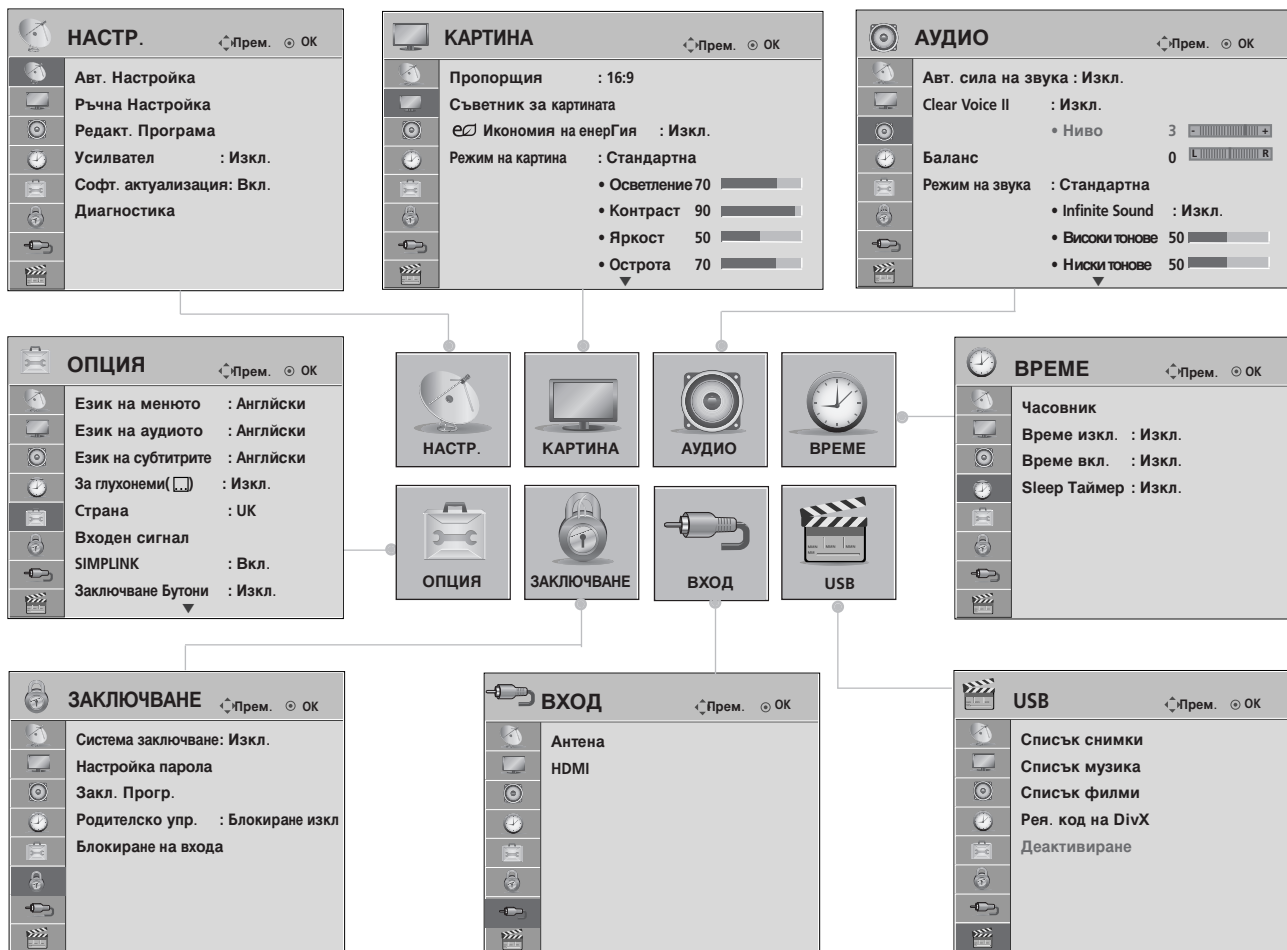 НАСТР. Прем. OK
Авт. Настройка
Ръчна Настройка
Редакт. Програма
Усилвател : Изкл.
Софт. актуализация: Вкл.
Диагностика
КАРТИНА Прем. OK
Пропорщия : 16:9
Съветник за картината
Икономия на енерГия : Изкл.
Режим на картина : Стандартна
• Осветление 70
• Контраст 90
• Яркост 50
• Острота 70
АУДИО Прем. OK
Авт. сила на звука : Изкл.
Clear Voice II : Изкл.
• Ниво 3 - +
Баланс 0 L R
Режим на звука : Стандартна
• Infinite Sound : Изкл.
• Високи тонове 50
• Ниски тонове 50
ОПЦИЯ Прем. OK
Език на менюто : Англйски
Език на аудиото : Англйски
Език на субтитрите : Англйски
За глухонеми( ) : Изкл.
Страна : UK
Входен сигнал
SIMPLINK : Вкл.
Заключване Бутони : Изкл.
НАСТР.
КАРТИНА
АУДИО
ВРЕМЕ
ОПЦИЯ
ЗАКЛЮЧВАНЕ
ВХОД
USB
ВРЕМЕ Прем. OK
Часовник
Време изкл. : Изкл.
Време вкл. : Изкл.
Sleep Таймер : Изкл.
ЗАКЛЮЧВАНЕ Прем. OK
Система заключване: Изкл.
Настройка парола
Закл. Прогр.
Родителско упр. : Блокиране изкл
Блокиране на входа
ВХОД Прем. OK
Антена
HDMI
USB Прем. OK
Списък снимки
Списък музика
Списък филми
Рея. код на DivX
Деактивиране